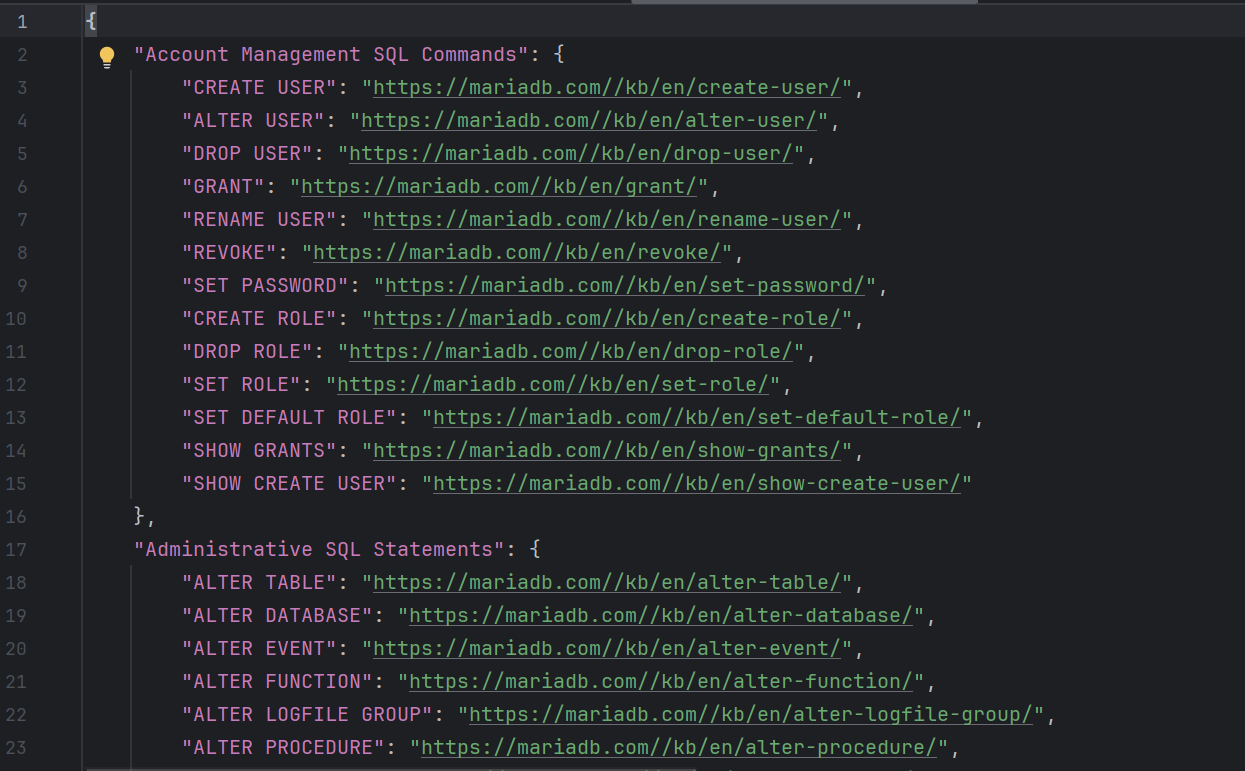 1 {
2 "Account Management SQL Commands": {
3 "CREATE USER": "https://mariadb.com//kb/en/create-user/",
4 "ALTER USER": "https://mariadb.com//kb/en/alter-user/",
5 "DROP USER": "https://mariadb.com//kb/en/drop-user/",
6 "GRANT": "https://mariadb.com//kb/en/grant/",
7 "RENAME USER": "https://mariadb.com//kb/en/rename-user/",
8 "REVOKE": "https://mariadb.com//kb/en/revoke/",
9 "SET PASSWORD": "https://mariadb.com//kb/en/set-password/",
10 "CREATE ROLE": "https://mariadb.com//kb/en/create-role/",
11 "DROP ROLE": "https://mariadb.com//kb/en/drop-role/",
12 "SET ROLE": "https://mariadb.com//kb/en/set-role/",
13 "SET DEFAULT ROLE": "https://mariadb.com//kb/en/set-default-role/",
14 "SHOW GRANTS": "https://mariadb.com//kb/en/show-grants/",
15 "SHOW CREATE USER": "https://mariadb.com//kb/en/show-create-user/"
16 },
17 "Administrative SQL Statements": {
18 "ALTER TABLE": "https://mariadb.com//kb/en/alter-table/",
19 "ALTER DATABASE": "https://mariadb.com//kb/en/alter-database/",
20 "ALTER EVENT": "https://mariadb.com//kb/en/alter-event/",
21 "ALTER FUNCTION": "https://mariadb.com//kb/en/alter-function/",
22 "ALTER LOGFILE GROUP": "https://mariadb.com//kb/en/alter-logfile-group/",
23 "ALTER PROCEDURE": "https://mariadb.com//kb/en/alter-procedure/",